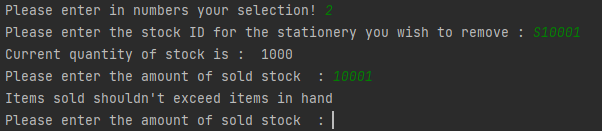 Please enter in numbers your selection! 2
Please enter the stock ID for the stationery you wish to remove : S10001
Current quantity of stock is :  1000
Please enter the amount of sold stock  : 10001
Items sold shouldn't exceed items in hand
Please enter the amount of sold stock  :